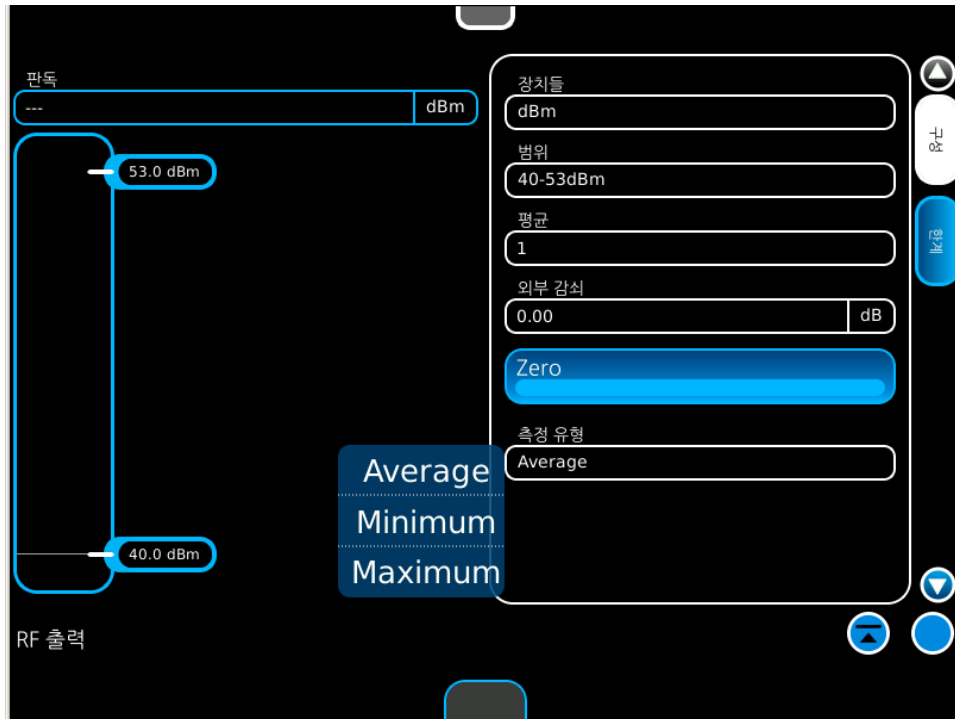 판독
--- dBm
53.0 dBm
40.0 dBm
장치들
dBm
범위
40-53dBm
평균
1
외부 감쇠
0.00 dB
Zero
측정 유형
Average
Average
Minimum
Maximum
구성
한계
RF 출력